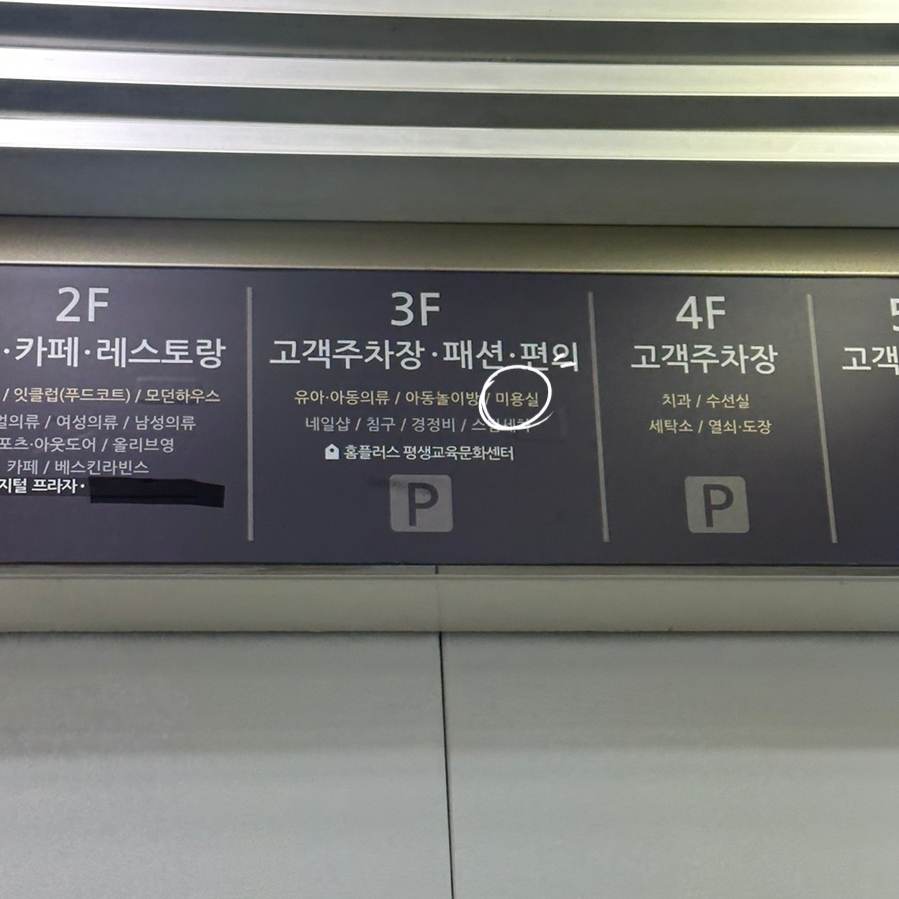 2F
·카페·레스토랑
/ 잇클럽(푸드코트) / 모던하우스
의류 / 여성의류 / 남성의류
포츠·아웃도어 / 올리브영
카페 / 베스킨라빈스
지털 프라자·
3F
고객주차장·패션·편의
유아·아동의류 / 아동놀이방 / 미용실
네일샵 / 침구 / 경정비 /
홈플러스 평생교육문화센터
P
4F
고객주차장
치과 / 수선실
세탁소 / 열쇠·도장
P
5
고객